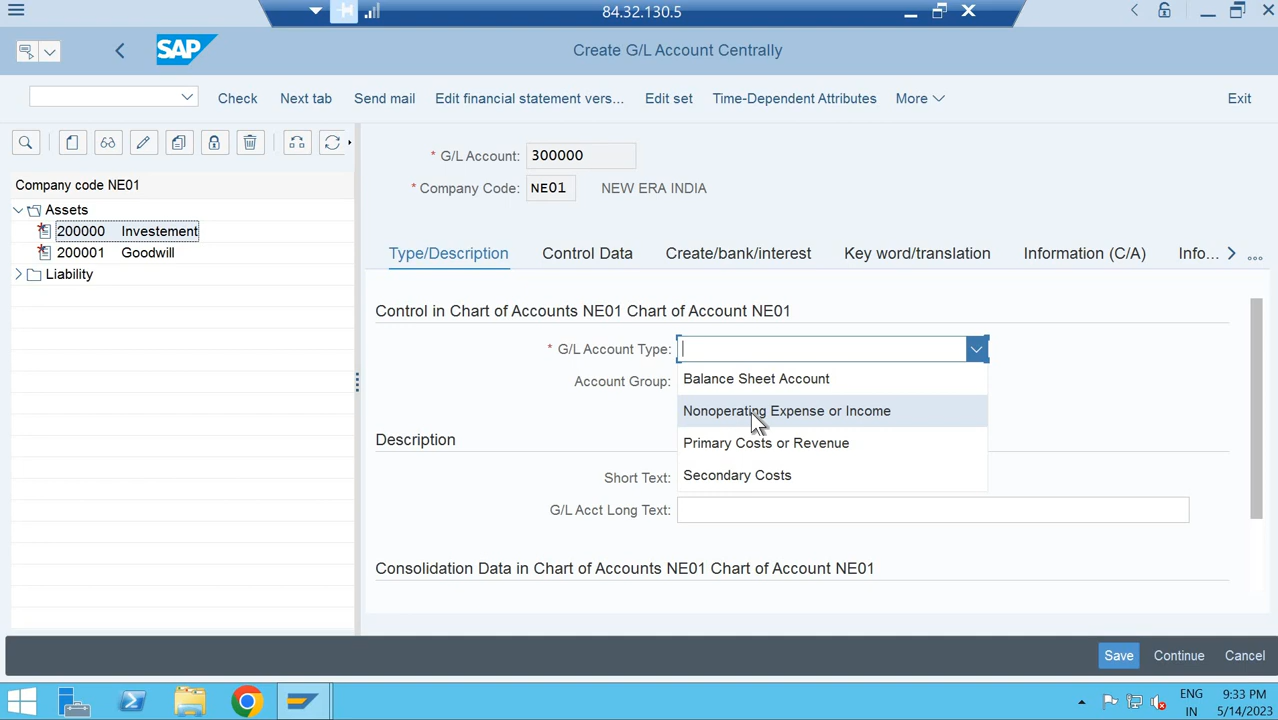 84.32.130.5
SAP
Create G/L Account Centrally
Check Next tab Send mail Edit financial statement vers... Edit set Time-Dependent Attributes More Exit
* G/L Account: 300000
Company code NE01
* Company Code: NE01 NEW ERA INDIA
Assets
200000 Investement
200001 Goodwill
Liability
Type/Description Control Data Create/bank/interest Key word/translation Information (C/A) Info... ...
Control in Chart of Accounts NE01 Chart of Account NE01
* G/L Account Type:
Account Group:
Balance Sheet Account
Nonoperating Expense or Income
Primary Costs or Revenue
Secondary Costs
Description
Short Text:
G/L Acct Long Text:
Consolidation Data in Chart of Accounts NE01 Chart of Account NE01
Save Continue Cancel
ENG
IN
9:33 PM
5/14/2023